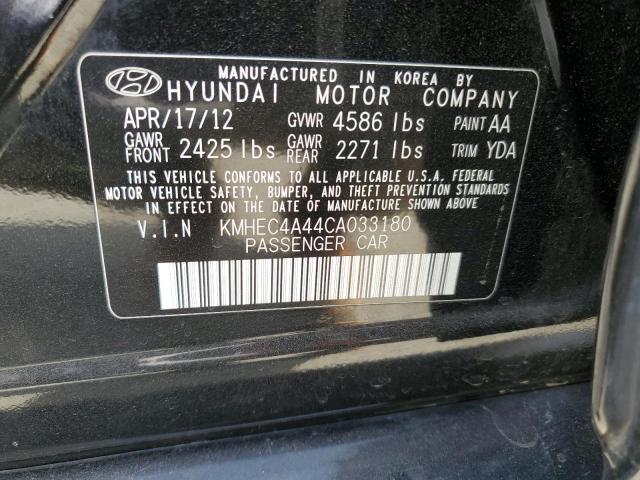 MANUFACTURED IN KOREA BY
HYUNDAI MOTOR COMPANY
APR/17/12 GVWR 4586 lbs PAINT AA
GAWR FRONT 2425 lbs GAWR REAR 2271 lbs TRIM YDA
THIS VEHICLE CONFORMS TO ALL APPLICABLE U.S.A. FEDERAL
MOTOR VEHICLE SAFETY, BUMPER, AND THEFT PREVENTION STANDARDS
IN EFFECT ON THE DATE OF MANUFACTURE SHOWN ABOVE.
V.I.N KMHEC4A44CA033180
PASSENGER CAR